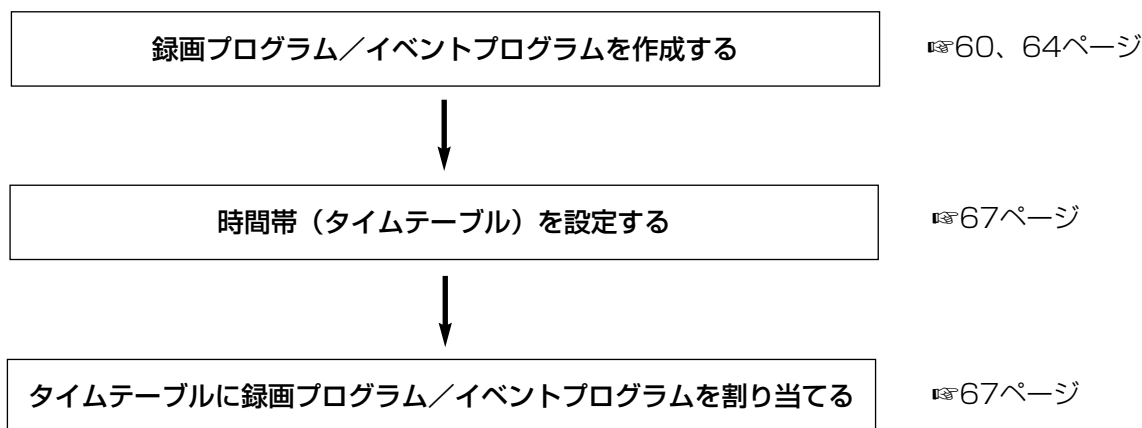 録画プログラム／イベントプログラムを作成する ☞60、64ページ
時間帯（タイムテーブル）を設定する ☞67ページ
タイムテーブルに録画プログラム／イベントプログラムを割り当てる ☞67ページ